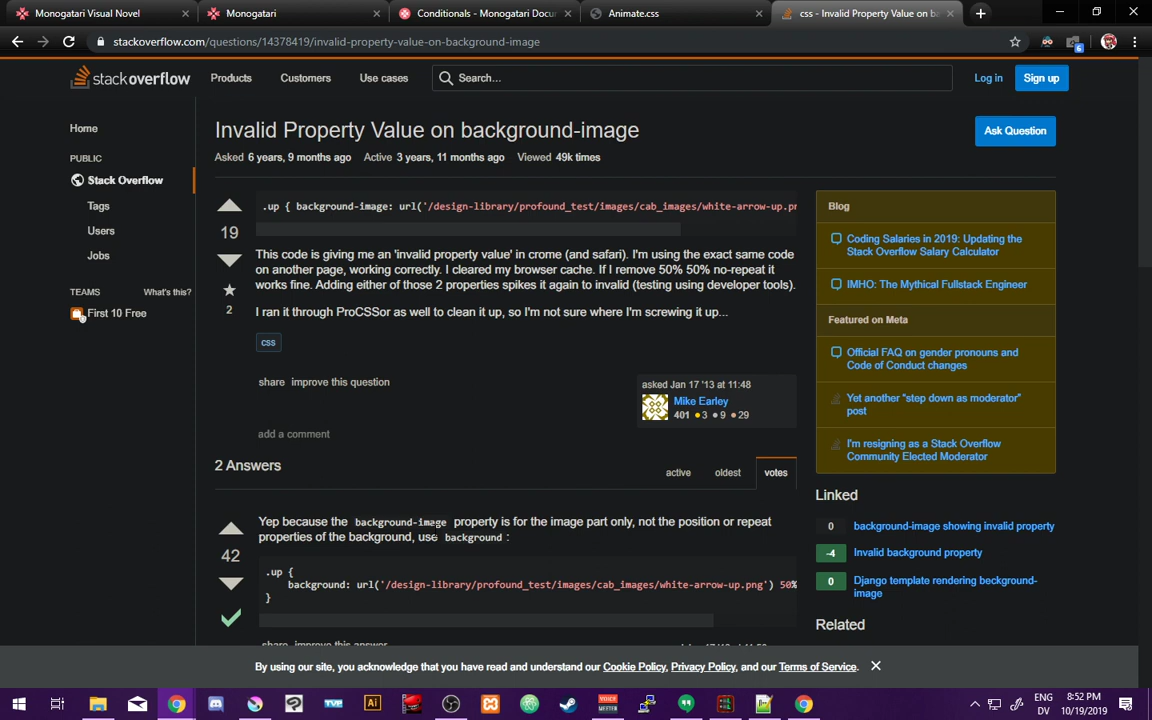 Monogatari Visual Novel
Monogatari
Conditionals - Monogatari Docu
Animate.css
css - Invalid Property Value on ba
stackoverflow.com/questions/14378419/invalid-property-value-on-background-image
6
stackoverflow
Products
Customers
Use cases
Search...
Log in
Sign up
Home
PUBLIC
Stack Overflow
Tags
Users
Jobs
TEAMS
What's this?
First 10 Free
Invalid Property Value on background-image
Ask Question
Asked 6 years, 9 months ago Active 3 years, 11 months ago Viewed 49k times
19
2
.up { background-image: url('/design-library/profound_test/images/cab_images/white-arrow-up.pn
This code is giving me an 'invalid property value' in crome (and safari). I'm using the exact same code
on another page, working correctly. I cleared my browser cache. If I remove 50% 50% no-repeat it
works fine. Adding either of those 2 properties spikes it again to invalid (testing using developer tools).
I ran it through ProCSSor as well to clean it up, so I'm not sure where I'm screwing it up...
css
share improve this question
asked Jan 17 '13 at 11:48
Mike Earley
401 3 9 29
add a comment
2 Answers
active
oldest
votes
42
Yep because the background-image property is for the image part only, not the position or repeat
properties of the background, use background :
.up {
background: url('/design-library/profound_test/images/cab_images/white-arrow-up.png') 50%
}
share improve this answer
Blog
Coding Salaries in 2019: Updating the
Stack Overflow Salary Calculator
IMHO: The Mythical Fullstack Engineer
Featured on Meta
Official FAQ on gender pronouns and
Code of Conduct changes
Yet another "step down as moderator"
post
I'm resigning as a Stack Overflow
Community Elected Moderator
Linked
0 background-image showing invalid property
-4 Invalid background property
0 Django template rendering beckground-
image
Related
By using our site, you acknowledge that you have read and understand our Cookie Policy, Privacy Policy, and our Terms of Service.
TVP
Ai
VOICE
MEETER
ENG
DV
8:52 PM
10/19/2019